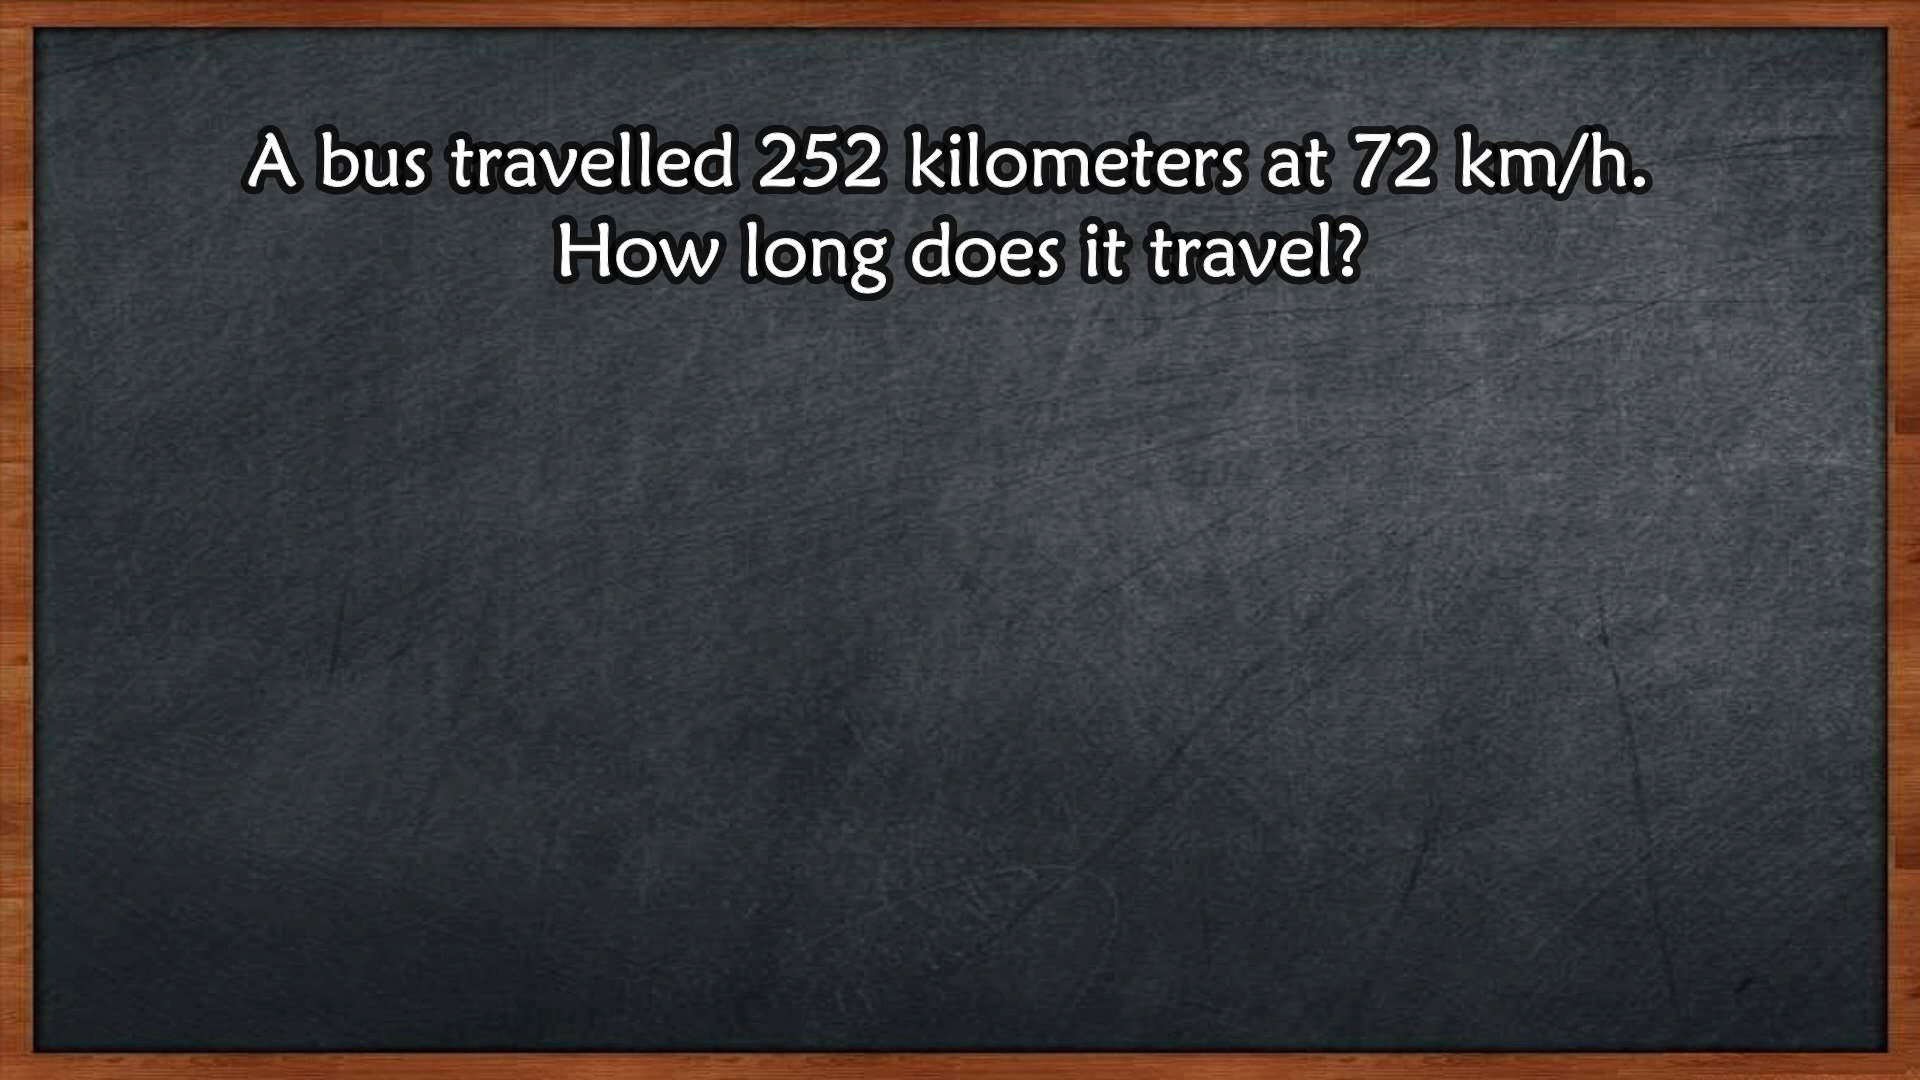 A bus travelled 252 kilometers at 72 km/h.
How long does it travel?